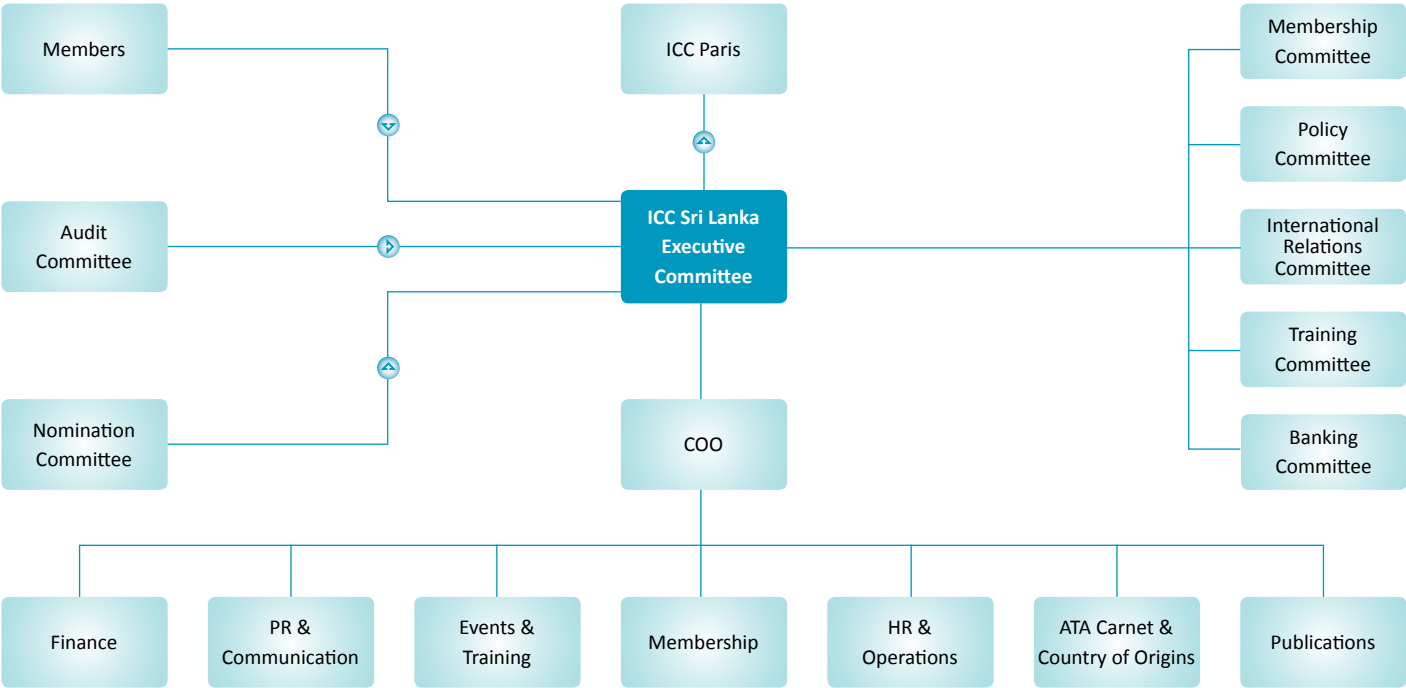 Members
ICC Paris
Membership
Committee
Policy
Committee
Audit
Committee
ICC Sri Lanka
Executive
Committee
International
Relations
Committee
Training
Committee
Nomination
Committee
COO
Banking
Committee
Finance
PR &
Communication
Events &
Training
Membership
HR &
Operations
ATA Carnet &
Country of Origins
Publications